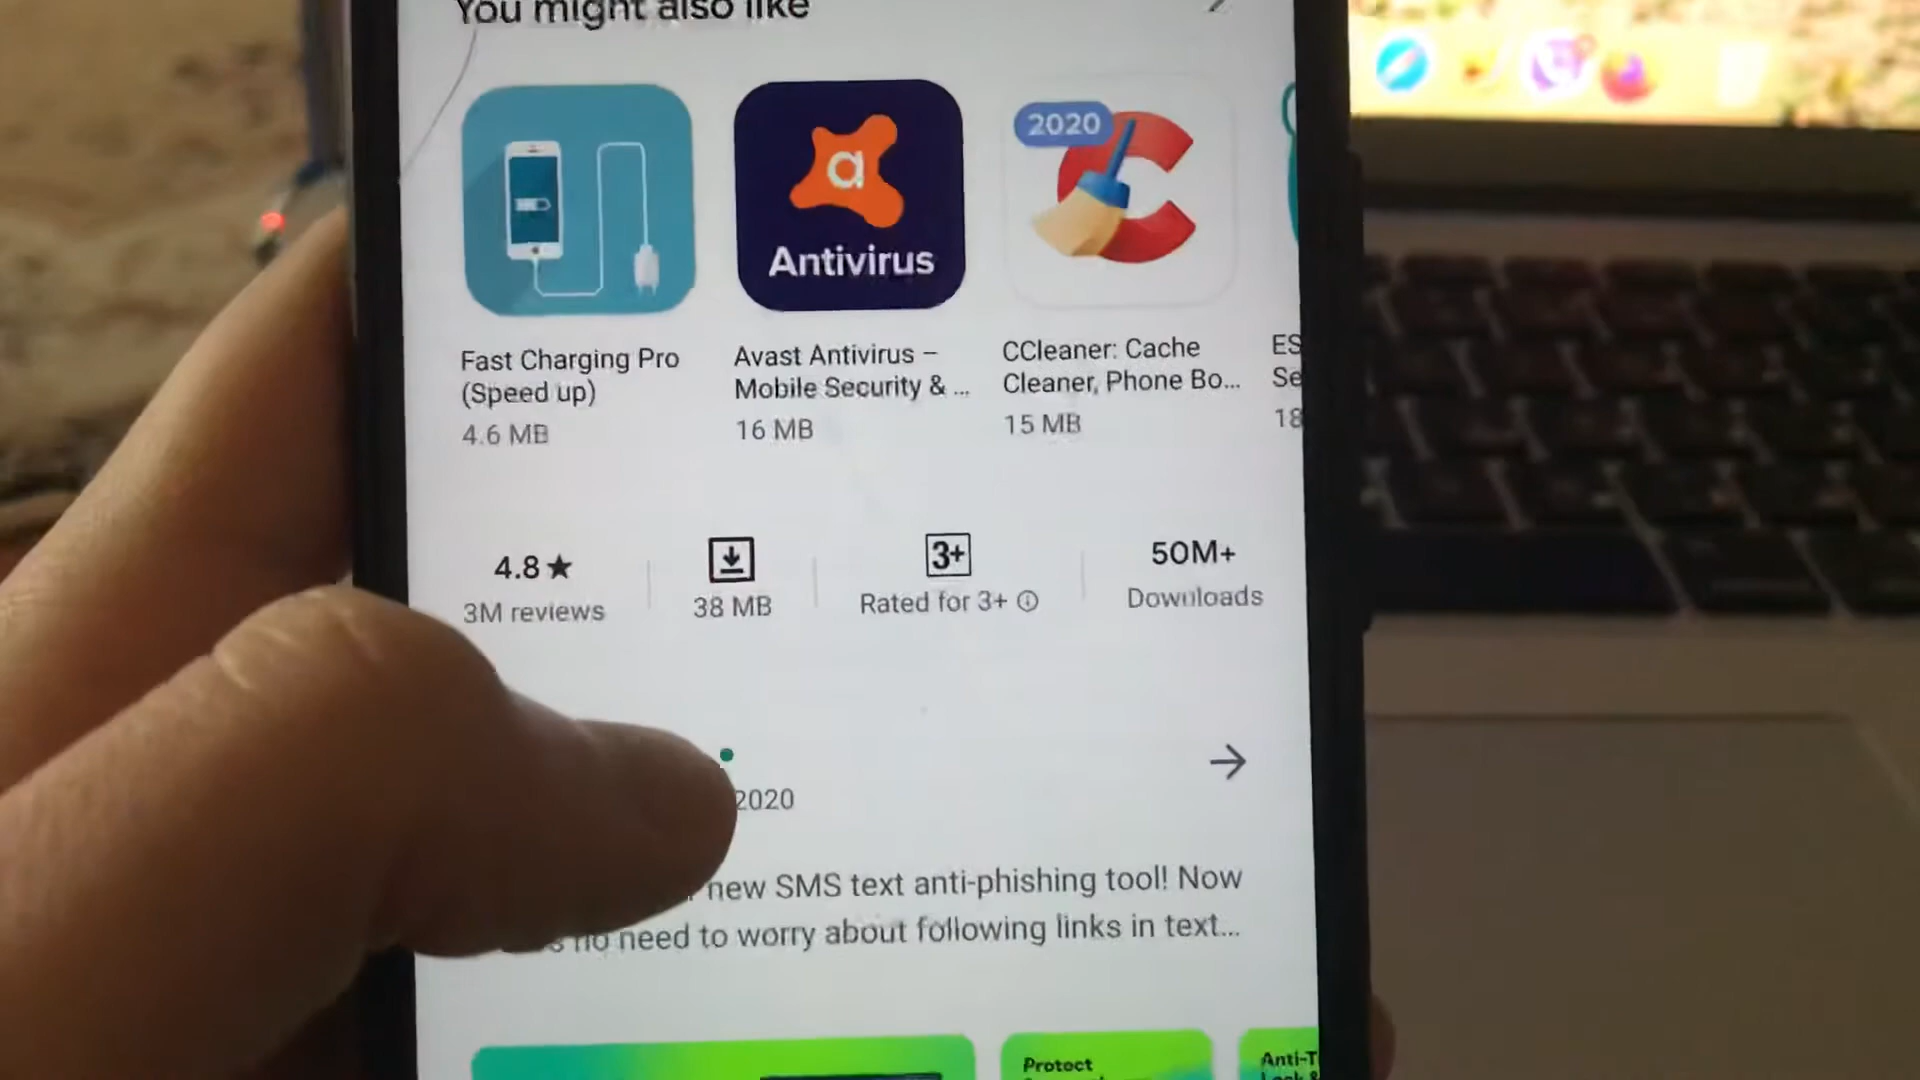 You might also like
2020
a
Antivirus
Fast Charging Pro
(Speed up)
4.6 MB
Avast Antivirus –
Mobile Security & ...
16 MB
CCleaner: Cache
Cleaner, Phone Bo...
15 MB
ES
Se
18
4.8★
3M reviews
38 MB
3+
Rated for 3+
50M+
Downloads
2020
new SMS text anti-phishing tool! Now
no need to worry about following links in text...
Protect
Anti-T